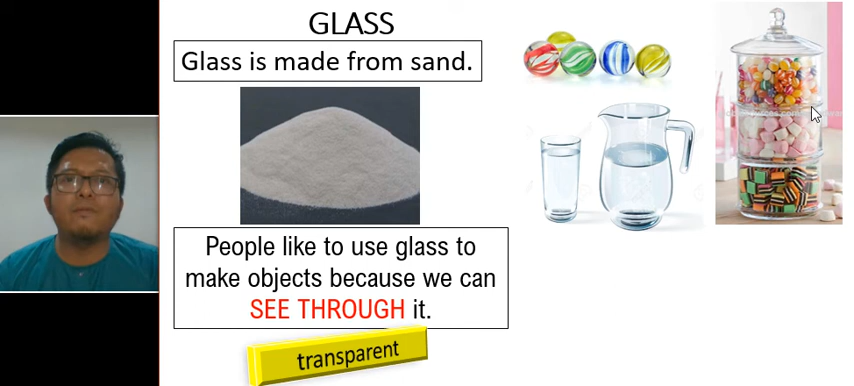 GLASS
Glass is made from sand.
People like to use glass to
make objects because we can
SEE THROUGH it.
transparent